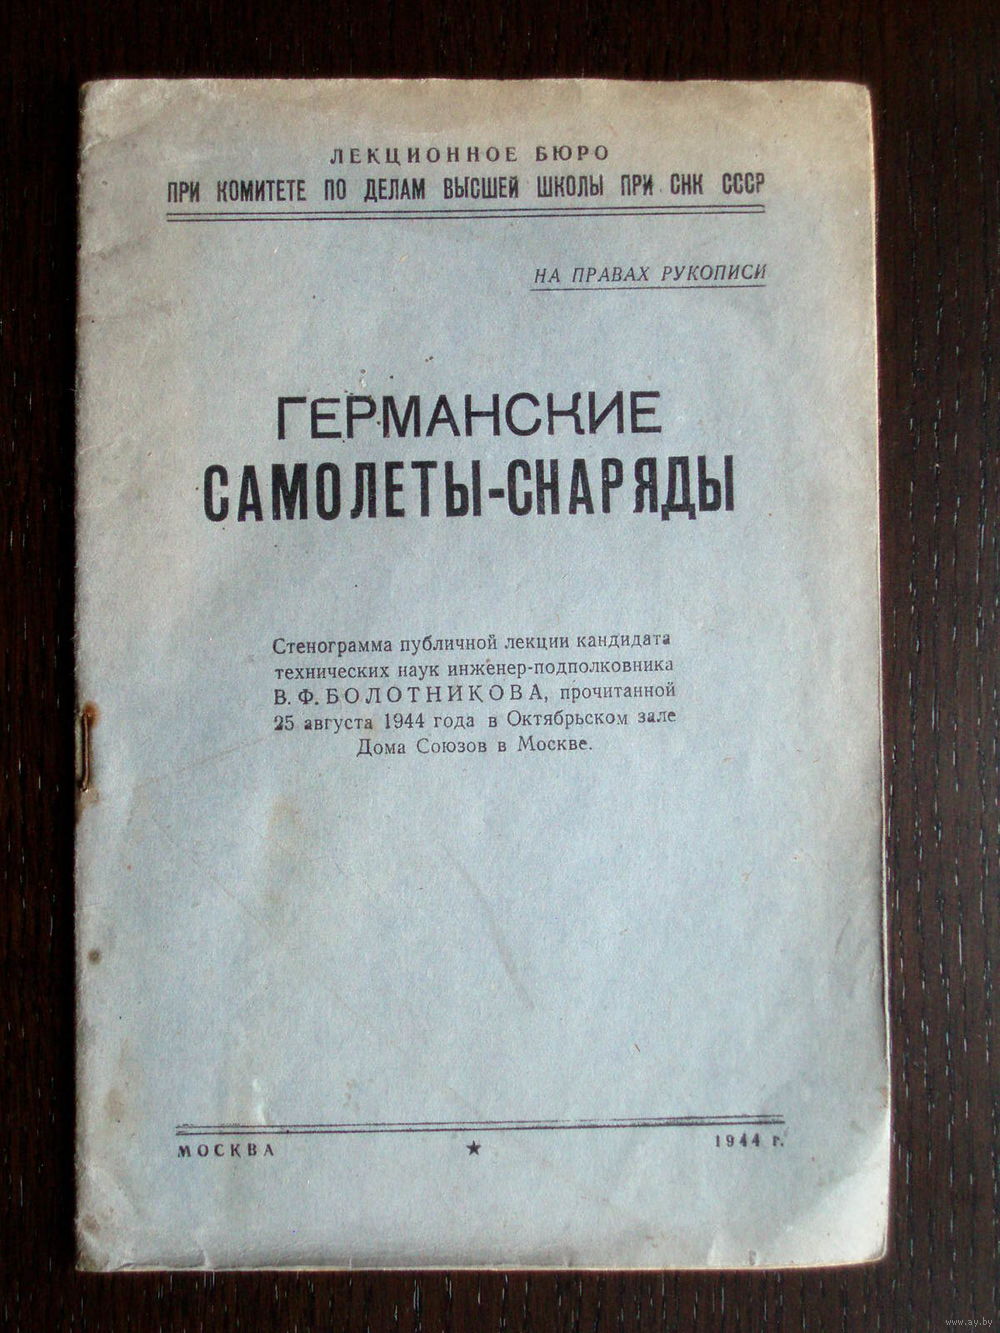 ЛЕКЦИОННОЕ БЮРО
ПРИ КОМИТЕТЕ ПО ДЕЛАМ ВЫСШЕЙ ШКОЛЫ ПРИ СНК СССР
НА ПРАВАХ РУКОПИСИ
ГЕРМАНСКИЕ
САМОЛЕТЫ-СНАРЯДЫ
Стенограмма публичной лекции кандидата
технических наук инженер-подполковника
В. Ф. БОЛОТНИКОВА, прочитанной
25 августа 1944 года в Октябрьском зале
Дома Союзов в Москве.
МОСКВА ★ 1944 г.
www.ay.by